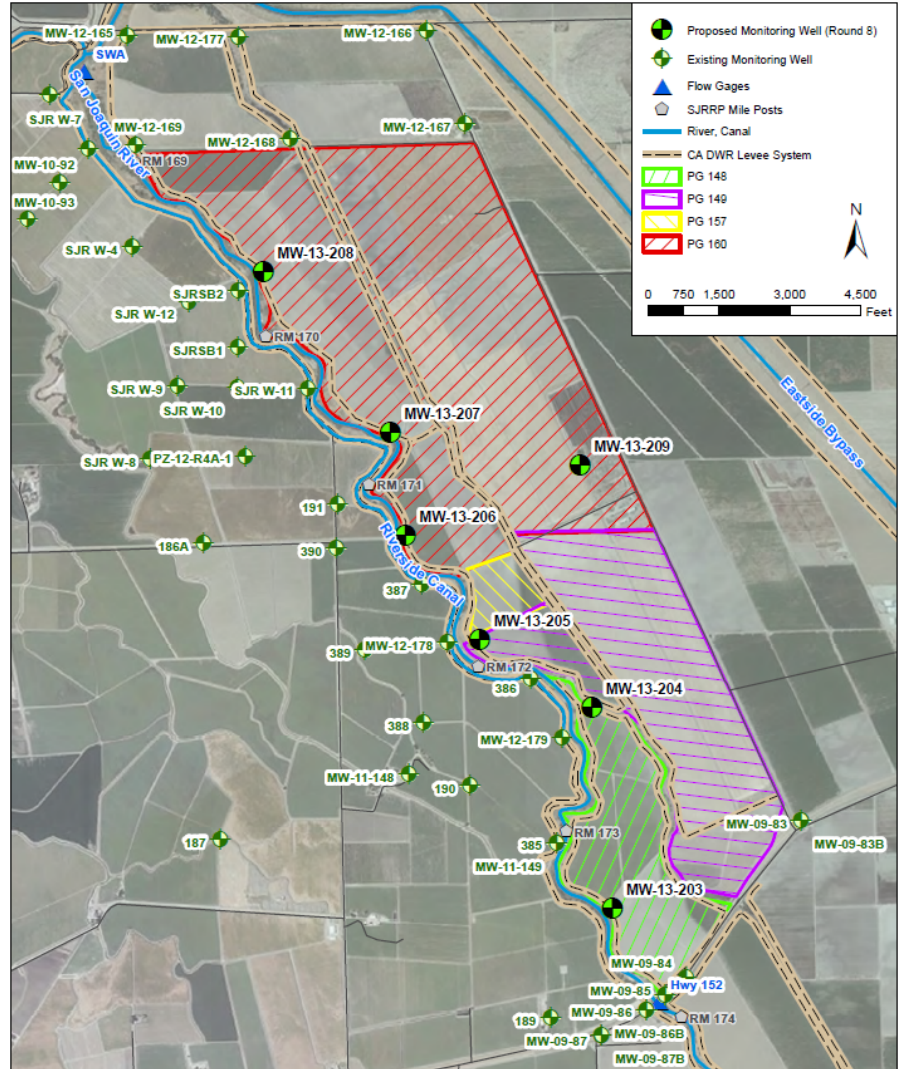 MW-12-165
MW-12-177
MW-12-166
SWA
SJR W-7
San Joaquin River
MW-12-169
RM 169
MW-12-168
MW-12-167
MW-10-92
MW-10-93
SJR W-4
MW-13-208
SJRSB2
SJR W-12
RM 170
SJRSB1
SJR W-9
SJR W-11
SJR W-10
MW-13-207
MW-13-209
SJR W-8
PZ-12-R4A-1
RM 171
191
MW-13-206
186A
390
Riverside Canal
387
MW-13-205
MW-12-178
389
RM 172
386
MW-13-204
388
MW-12-179
MW-11-148
190
187
385
RM 173
MW-11-149
MW-09-83
MW-09-83B
MW-13-203
MW-09-84
Hwy 152
MW-09-85
MW-09-86
189
RM 174
MW-09-86B
MW-09-87
MW-09-87B
Eastside Bypass
Proposed Monitoring Well (Round 8)
Existing Monitoring Well
Flow Gages
SJRRP Mile Posts
River, Canal
CA DWR Levee System
PG 148
PG 149
PG 157
PG 160
N
0 750 1,500 3,000 4,500
Feet